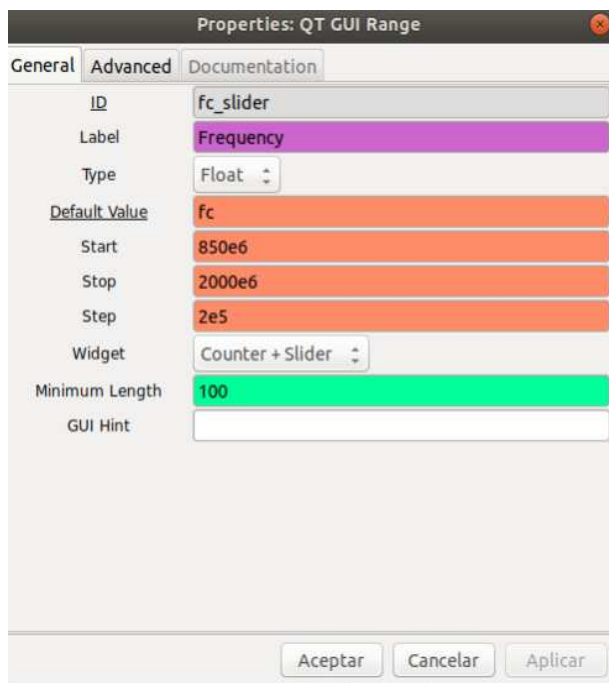 Properties: QT GUI Range
General Advanced Documentation
ID fc_slider
Label Frequency
Type Float
Default Value fc
Start 850e6
Stop 2000e6
Step 2e5
Widget Counter + Slider
Minimum Length 100
GUI Hint
Aceptar Cancelar Aplicar